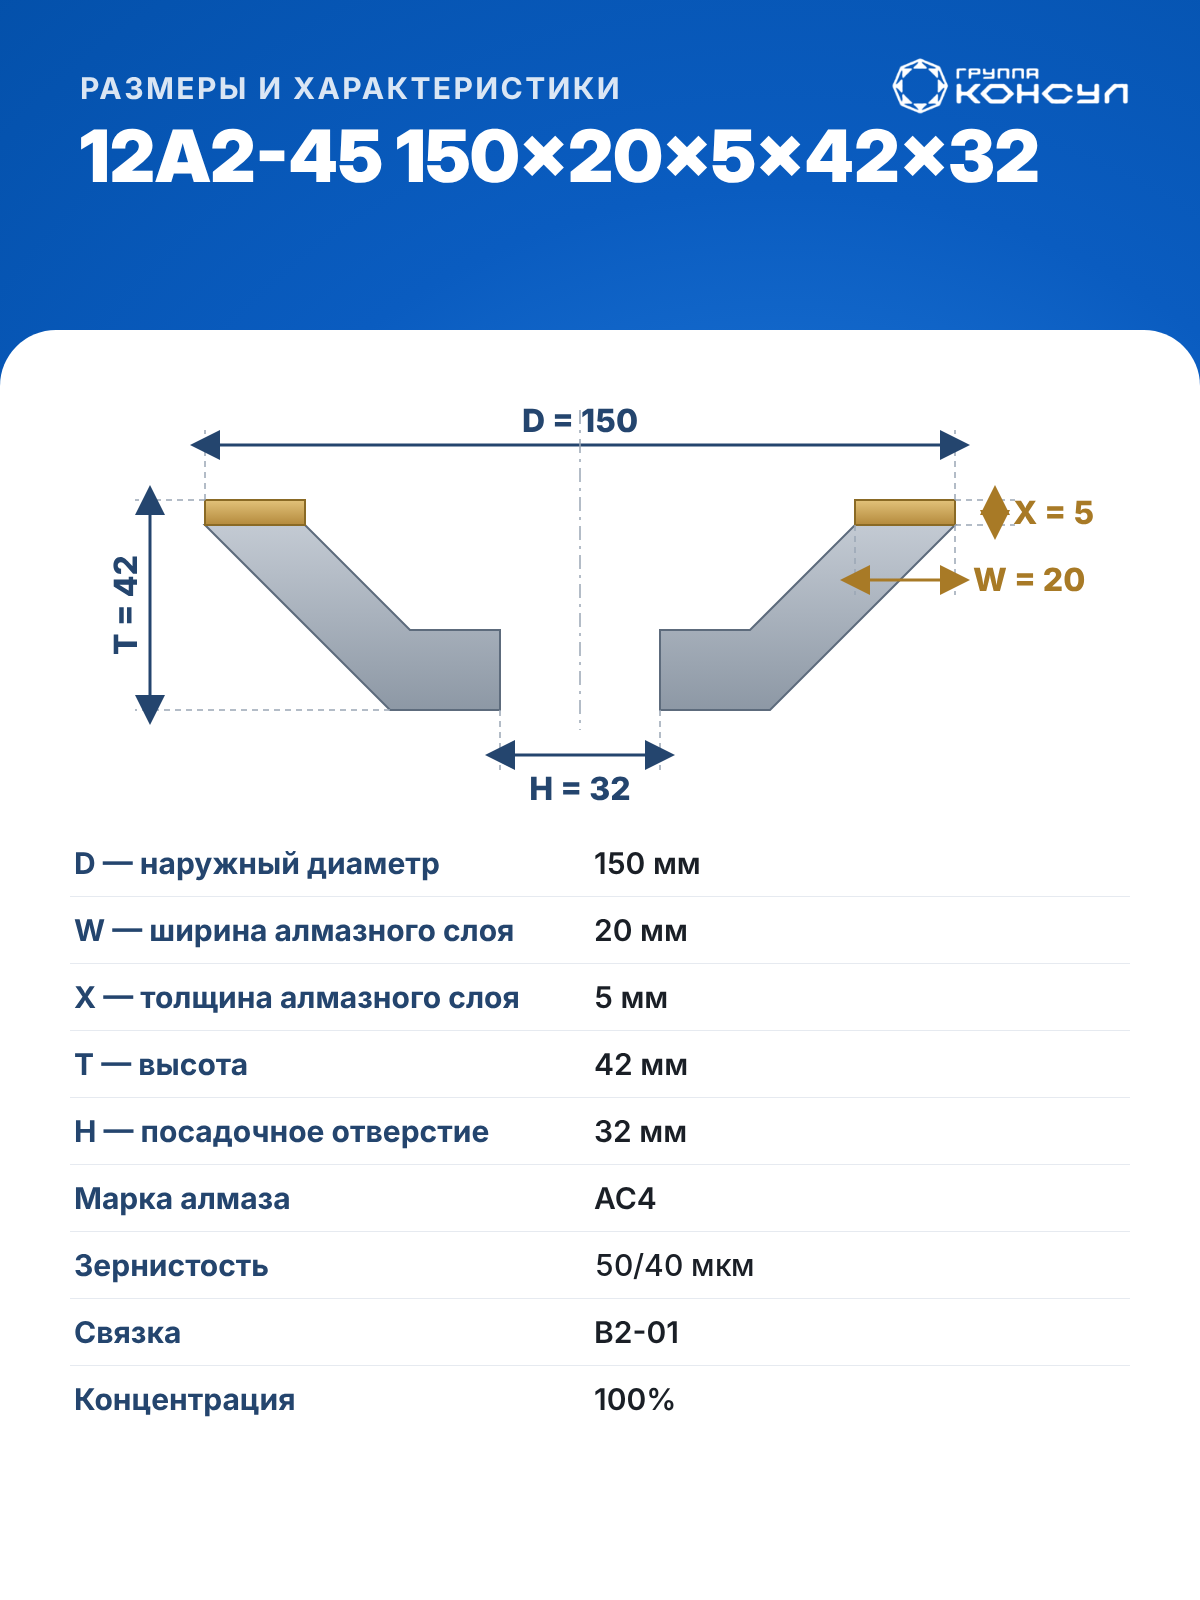 РАЗМЕРЫ И ХАРАКТЕРИСТИКИ
ГРУППА
КОНСУЛ
12А2-45 150×20×5×42×32
D = 150
X = 5
W = 20
T = 42
H = 32
D — наружный диаметр 150 мм
W — ширина алмазного слоя 20 мм
X — толщина алмазного слоя 5 мм
T — высота 42 мм
H — посадочное отверстие 32 мм
Марка алмаза АС4
Зернистость 50/40 мкм
Связка В2-01
Концентрация 100%